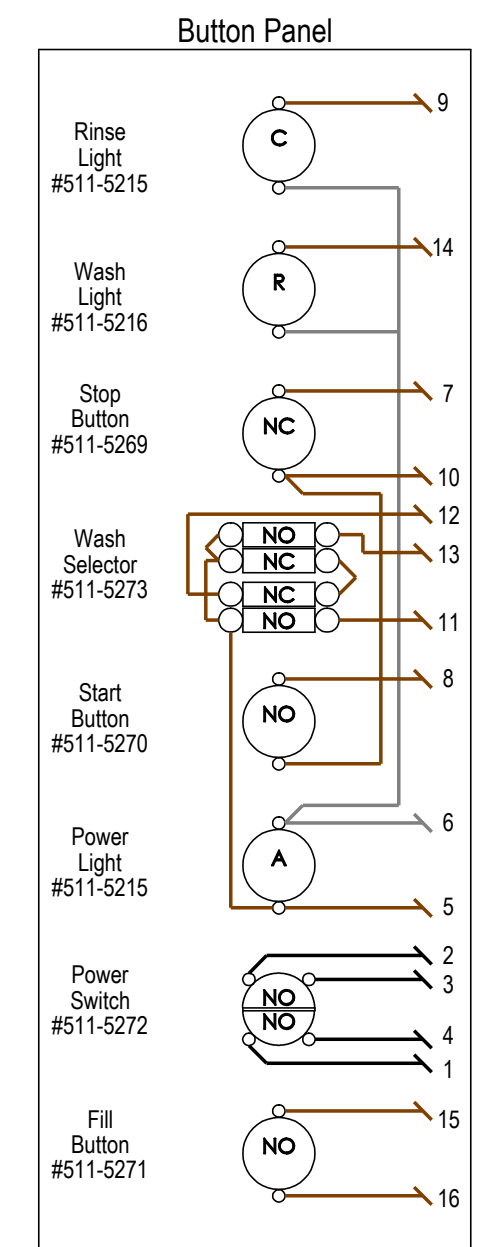 Button Panel
Rinse
Light
#511-5215
C
9
Wash
Light
#511-5216
R
14
Stop
Button
#511-5269
NC
7
10
12
Wash
Selector
#511-5273
NO
NC
NC
NO
13
11
Start
Button
#511-5270
NO
8
Power
Light
#511-5215
A
6
5
Power
Switch
#511-5272
NO
NO
2
3
4
1
Fill
Button
#511-5271
NO
15
16